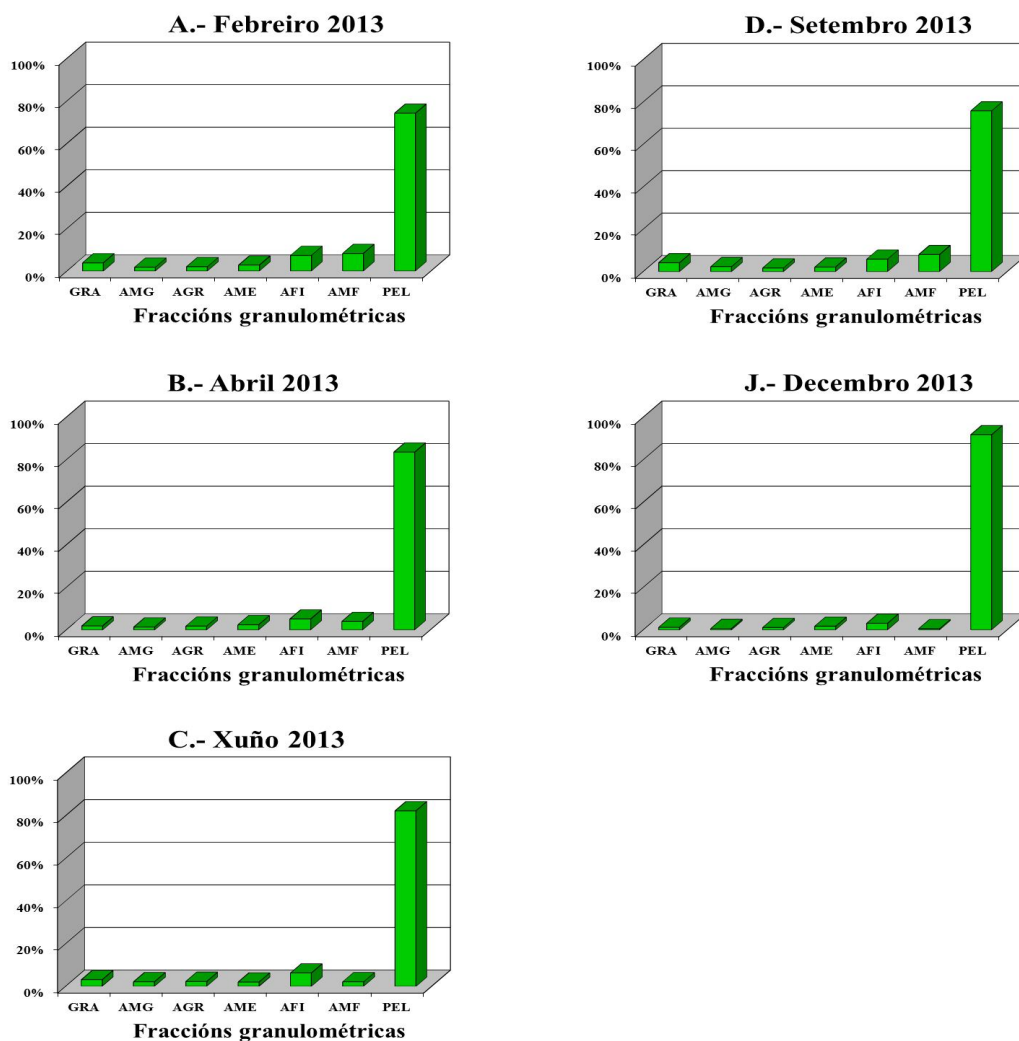 A.- Febreiro 2013
100%
80%
60%
40%
20%
0%
GRA AMG AGR AME AFI AMF PEL
Fraccións granulométricas
B.- Abril 2013
100%
80%
60%
40%
20%
0%
GRA AMG AGR AME AFI AMF PEL
Fraccións granulométricas
C.- Xuño 2013
100%
80%
60%
40%
20%
0%
GRA AMG AGR AME AFI AMF PEL
Fraccións granulométricas
D.- Setembro 2013
100%
80%
60%
40%
20%
0%
GRA AMG AGR AME AFI AMF PEL
Fraccións granulométricas
J.- Decembro 2013
100%
80%
60%
40%
20%
0%
GRA AMG AGR AME AFI AMF PEL
Fraccións granulométricas